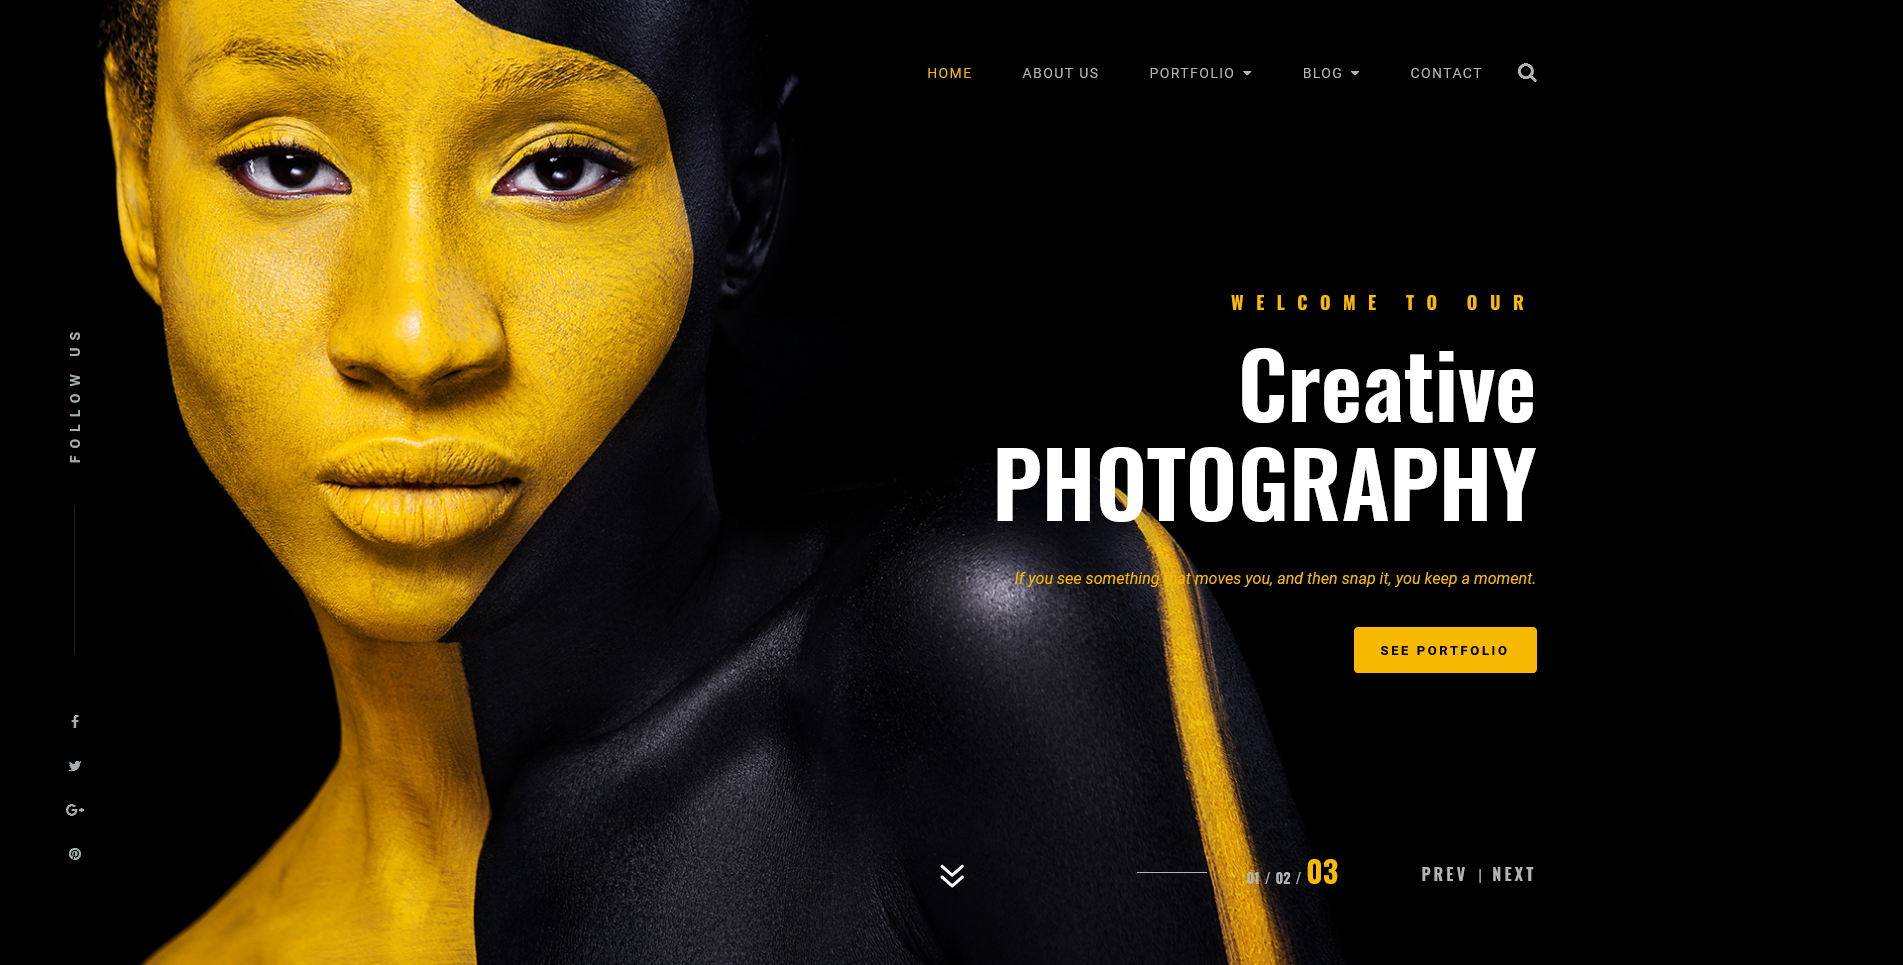 HOME ABOUT US PORTFOLIO BLOG CONTACT
WELCOME TO OUR
Creative
PHOTOGRAPHY
If you see something that moves you, and then snap it, you keep a moment.
SEE PORTFOLIO
FOLLOW US
01 / 02 / 03
PREV | NEXT